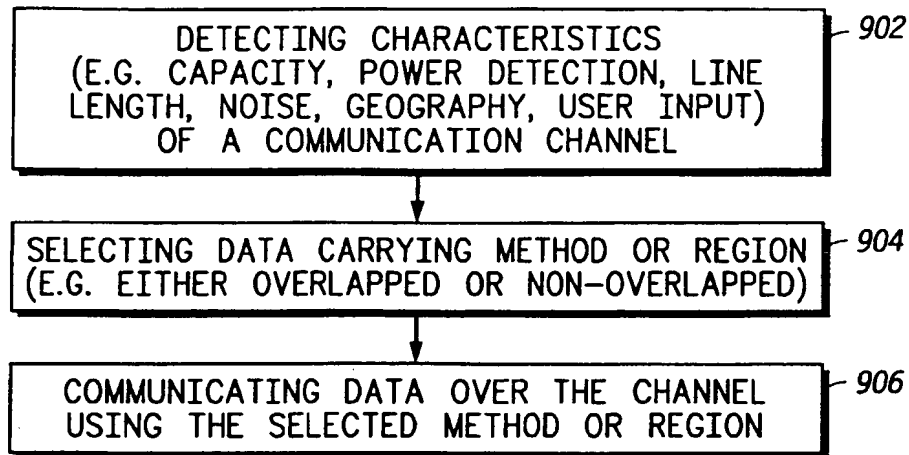 DETECTING CHARACTERISTICS
(E.G. CAPACITY, POWER DETECTION, LINE
LENGTH, NOISE, GEOGRAPHY, USER INPUT)
OF A COMMUNICATION CHANNEL
902
SELECTING DATA CARRYING METHOD OR REGION
(E.G. EITHER OVERLAPPED OR NON-OVERLAPPED)
904
COMMUNICATING DATA OVER THE CHANNEL
USING THE SELECTED METHOD OR REGION
906